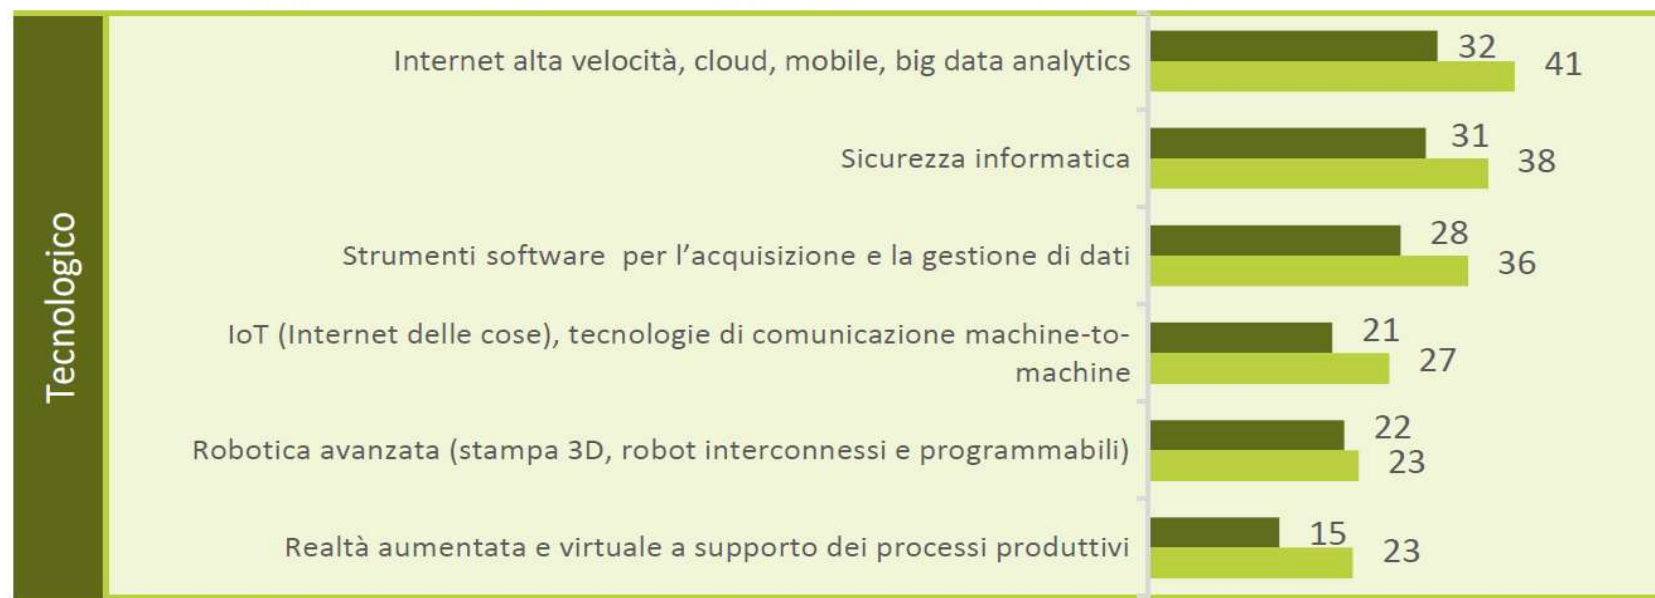 Tecnologico
Internet alta velocità, cloud, mobile, big data analytics
32
41
Sicurezza informatica
31
38
Strumenti software  per l’acquisizione e la gestione di dati
28
36
IoT (Internet delle cose), tecnologie di comunicazione machine-to-
machine
21
27
Robotica avanzata (stampa 3D, robot interconnessi e programmabili)
22
23
Realtà aumentata e virtuale a supporto dei processi produttivi
15
23